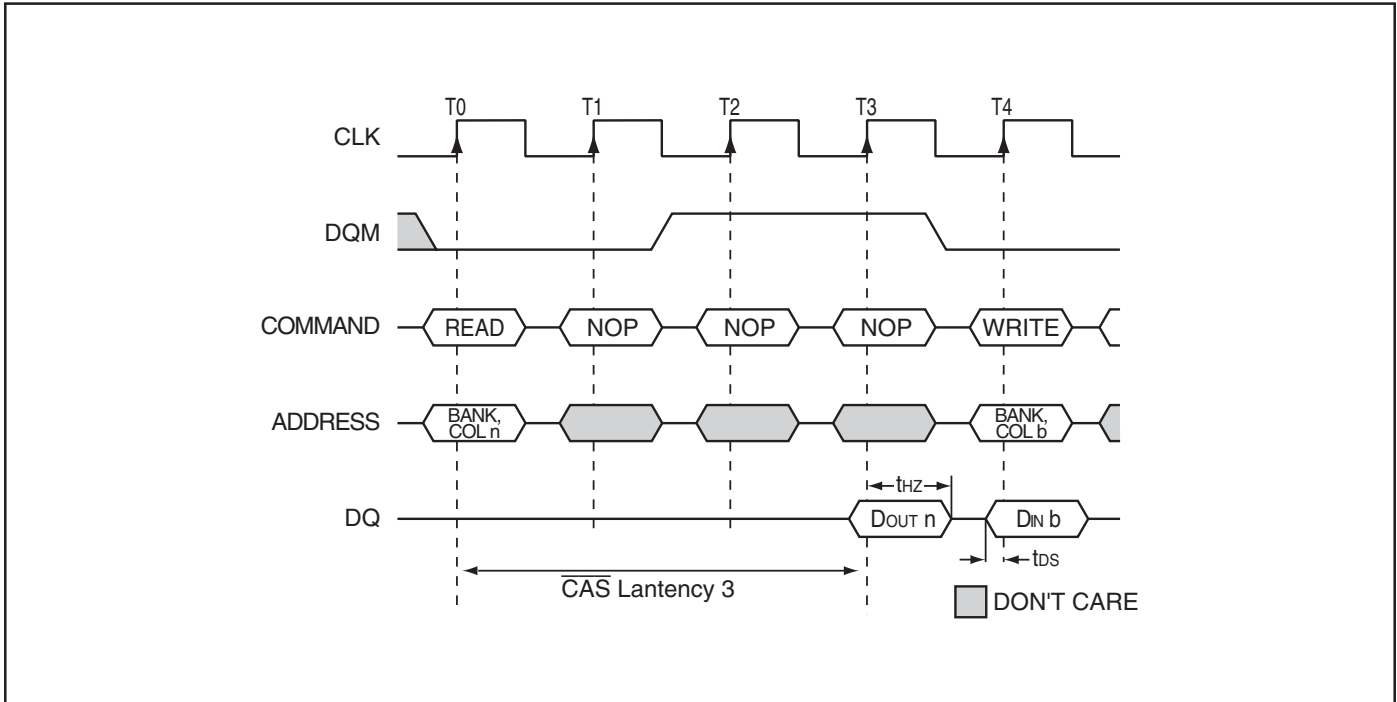 T0 T1 T2 T3 T4
CLK
DQM
COMMAND READ NOP NOP NOP WRITE
ADDRESS BANK, COL n BANK, COL b
tHZ
DQ DOUT n DIN b
tDS
CAS Lantency 3
DON'T CARE